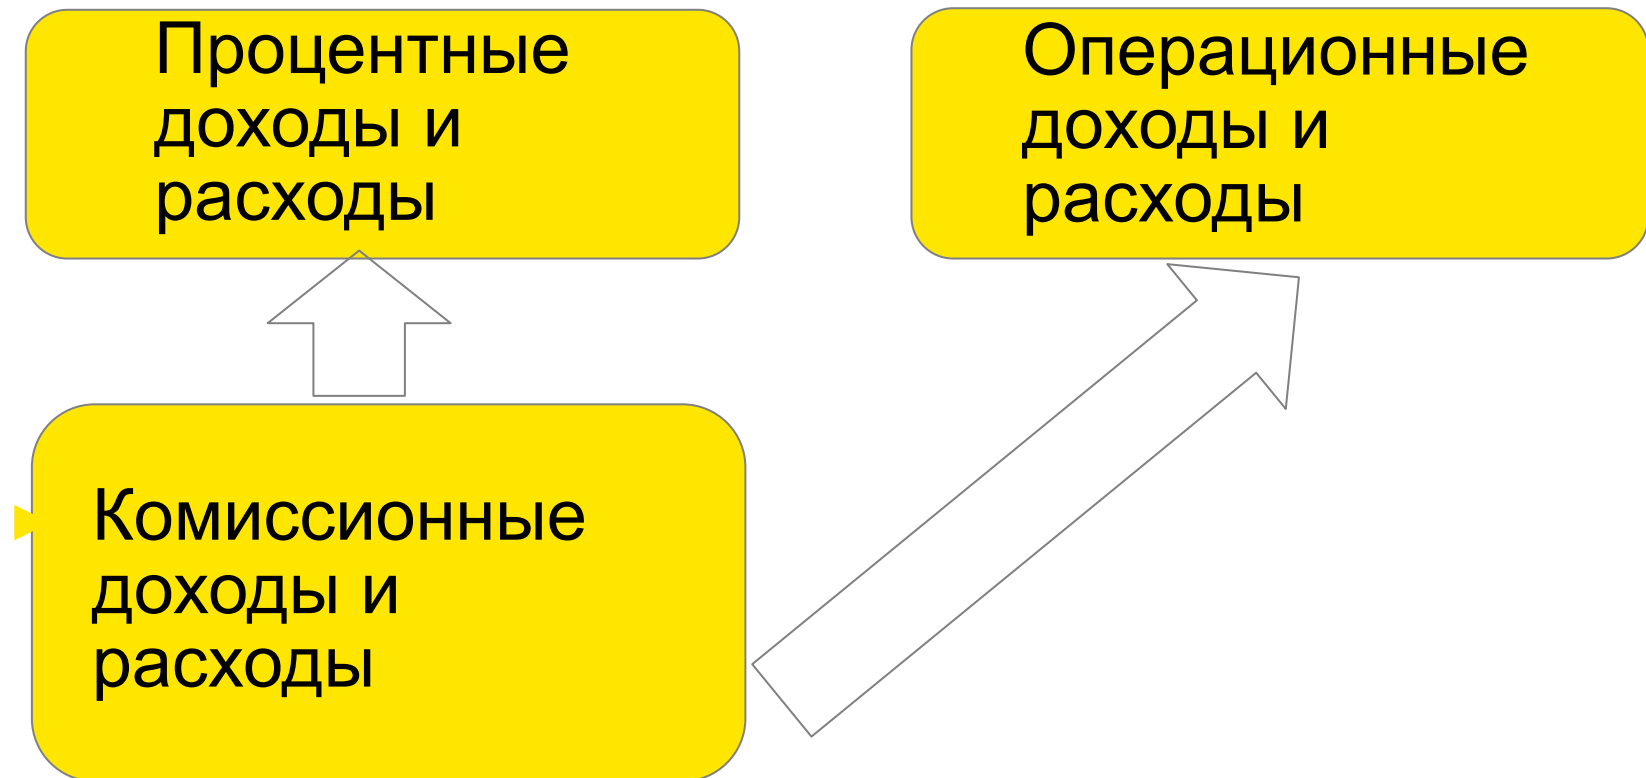 Процентные
доходы и
расходы
Операционные
доходы и
расходы
Комиссионные
доходы и
расходы